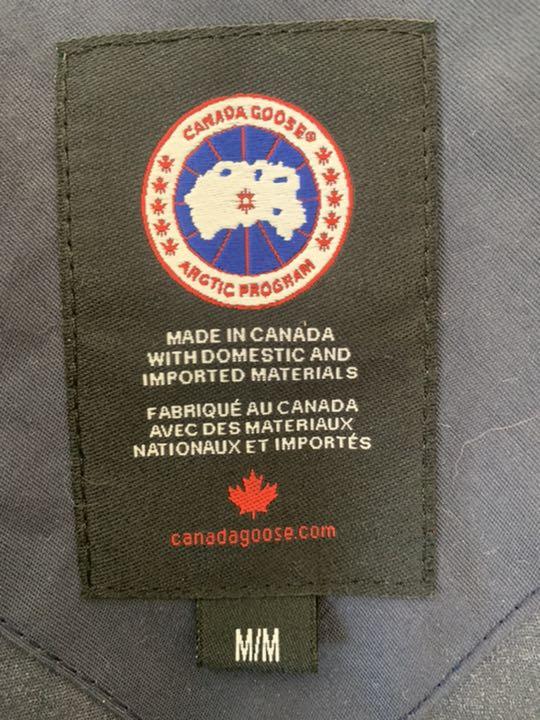 CANADA GOOSE®
ARCTIC PROGRAM
MADE IN CANADA
WITH DOMESTIC AND
IMPORTED MATERIALS
FABRIQUÉ AU CANADA
AVEC DES MATERIAUX
NATIONAUX ET IMPORTÉS
canadagoose.com
M/M